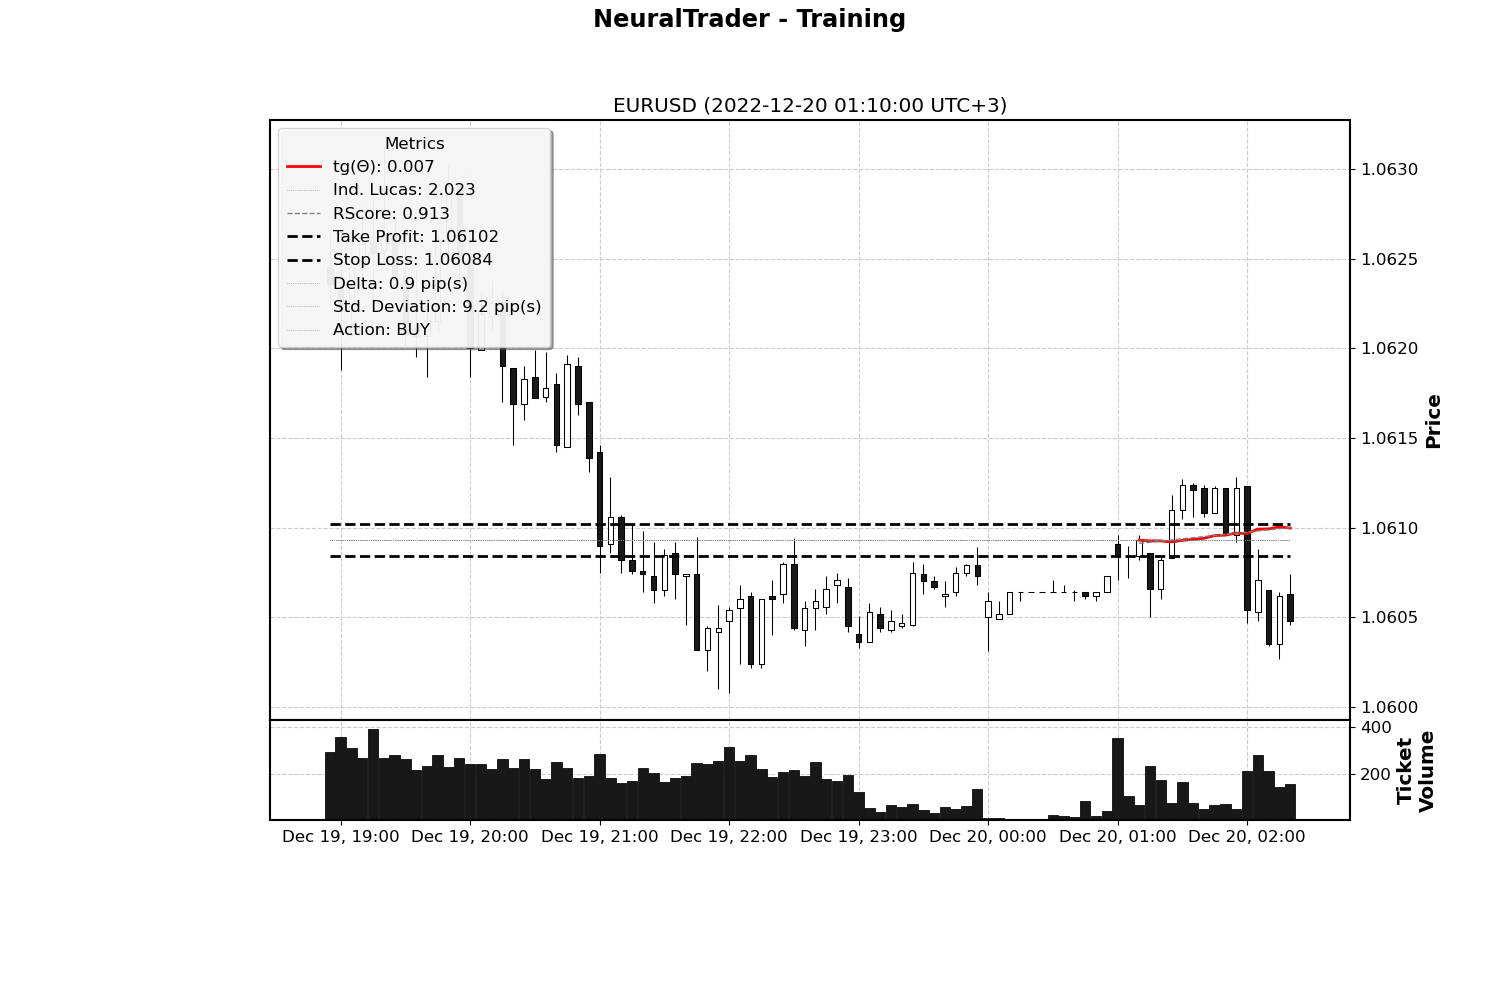 NeuralTrader - Training
EURUSD (2022-12-20 01:10:00 UTC+3)
Metrics
tg(Θ): 0.007
Ind. Lucas: 2.023
RScore: 0.913
Take Profit: 1.06102
Stop Loss: 1.06084
Delta: 0.9 pip(s)
Std. Deviation: 9.2 pip(s)
Action: BUY
1.0630
1.0625
1.0620
1.0615
1.0610
1.0605
1.0600
Price
400
200
Ticket
Volume
Dec 19, 19:00
Dec 19, 20:00
Dec 19, 21:00
Dec 19, 22:00
Dec 19, 23:00
Dec 20, 00:00
Dec 20, 01:00
Dec 20, 02:00